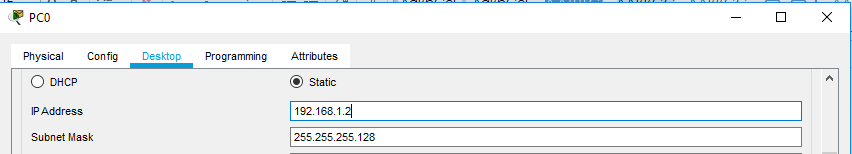 PC0
Physical Config Desktop Programming Attributes
DHCP Static
IP Address 192.168.1.2
Subnet Mask 255.255.255.128